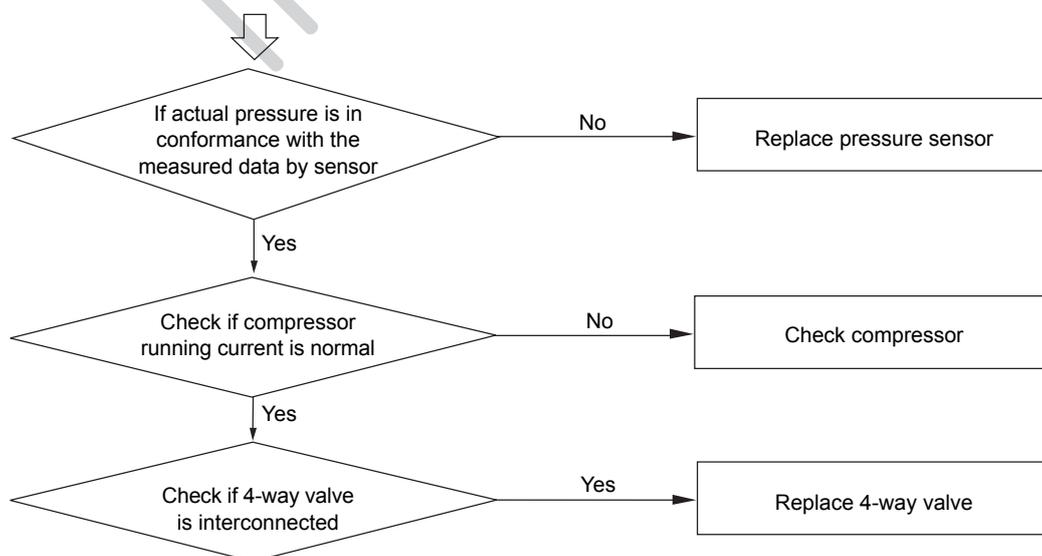 If actual pressure is in
conformance with the
measured data by sensor
No
Replace pressure sensor
Yes
Check if compressor
running current is normal
No
Check compressor
Yes
Check if 4-way valve
is interconnected
Yes
Replace 4-way valve